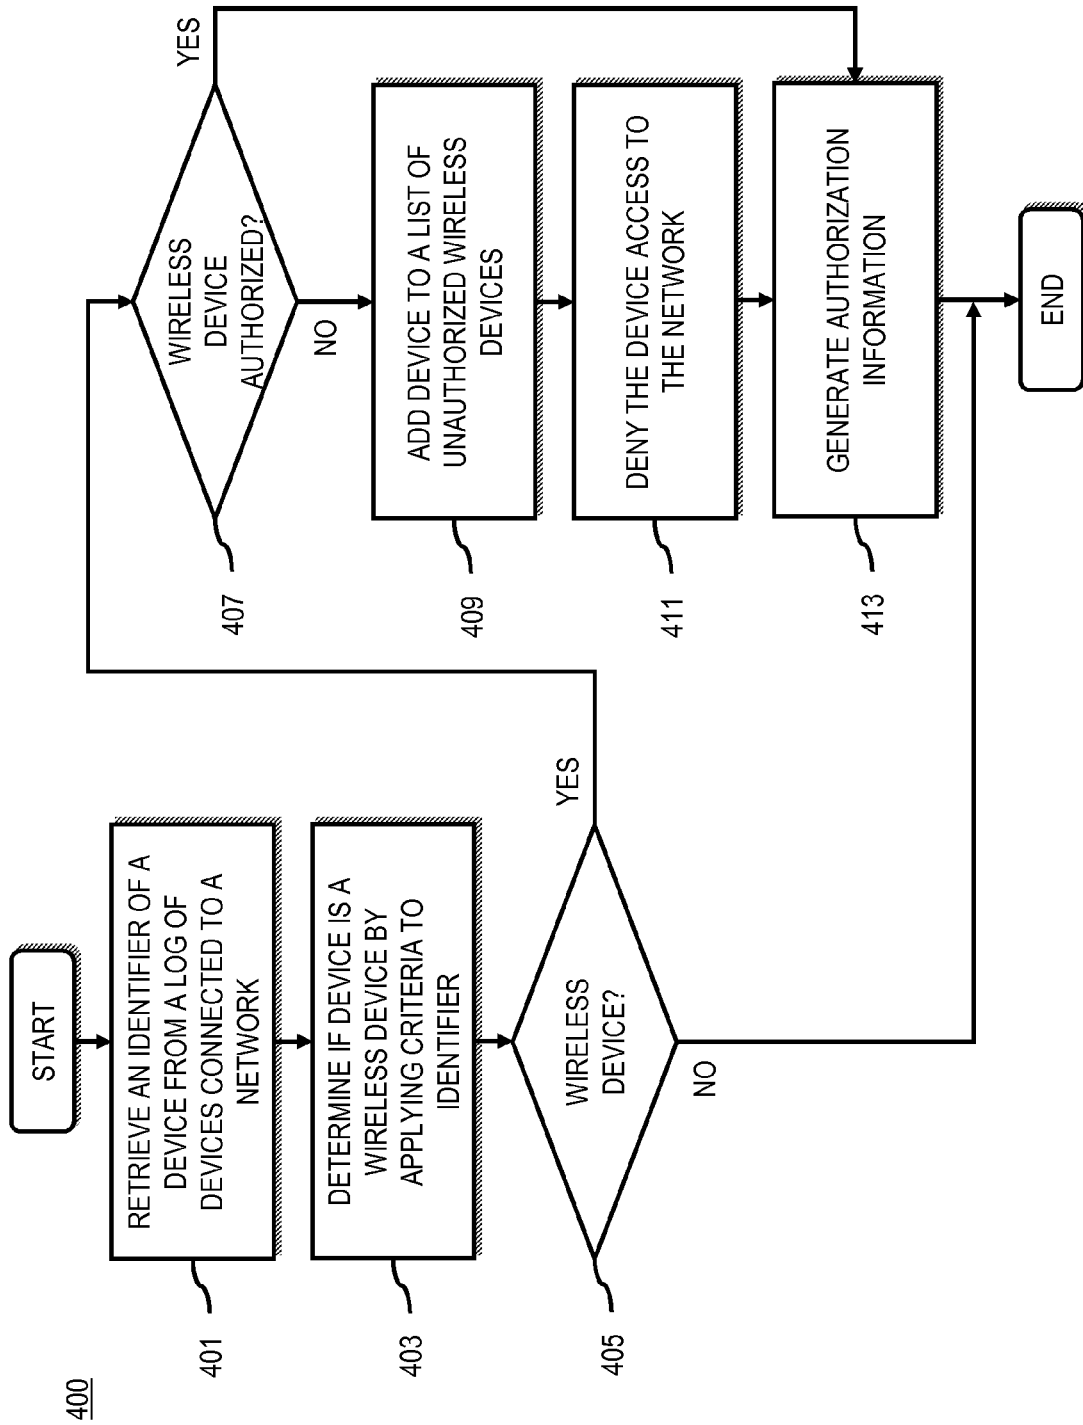 400
START
RETRIEVE AN IDENTIFIER OF A
DEVICE FROM A LOG OF
DEVICES CONNECTED TO A
NETWORK
401
DETERMINE IF DEVICE IS A
WIRELESS DEVICE BY
APPLYING CRITERIA TO
IDENTIFIER
403
WIRELESS
DEVICE?
405
YES
NO
WIRELESS
DEVICE
AUTHORIZED?
407
YES
NO
ADD DEVICE TO A LIST OF
UNAUTHORIZED WIRELESS
DEVICES
409
DENY THE DEVICE ACCESS TO
THE NETWORK
411
GENERATE AUTHORIZATION
INFORMATION
413
END